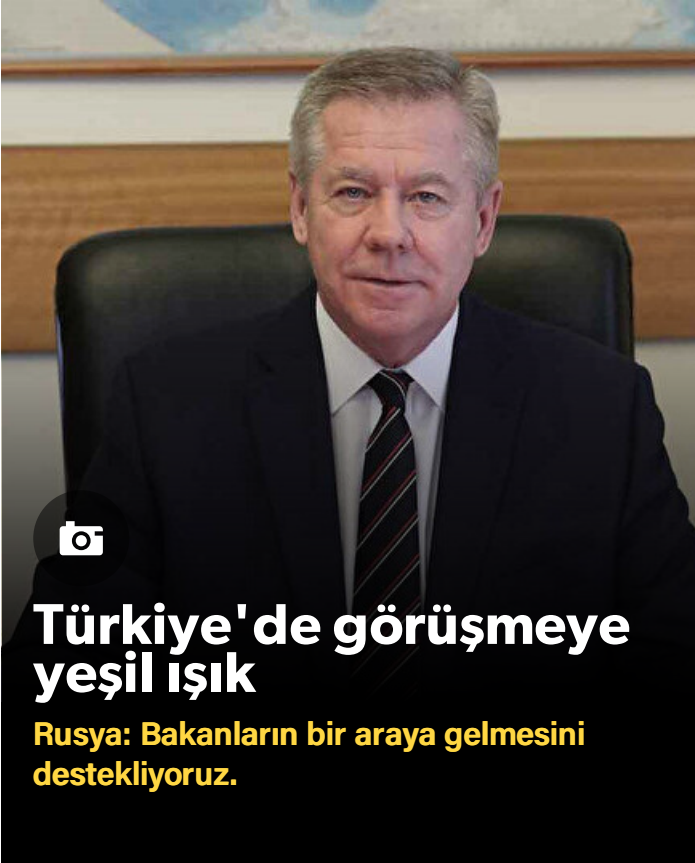 Türkiye'de görüşmeye
yeşil ışık
Rusya: Bakanların bir araya gelmesini
destekliyoruz.